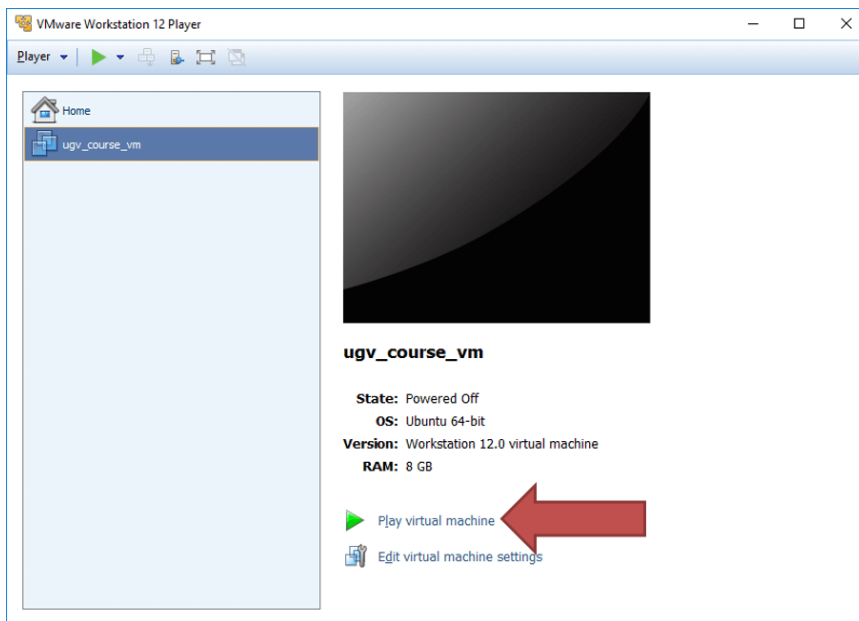 VMware Workstation 12 Player
Player
Home
ugv_course_vm
ugv_course_vm
State: Powered Off
OS: Ubuntu 64-bit
Version: Workstation 12.0 virtual machine
RAM: 8 GB
Play virtual machine
Edit virtual machine settings